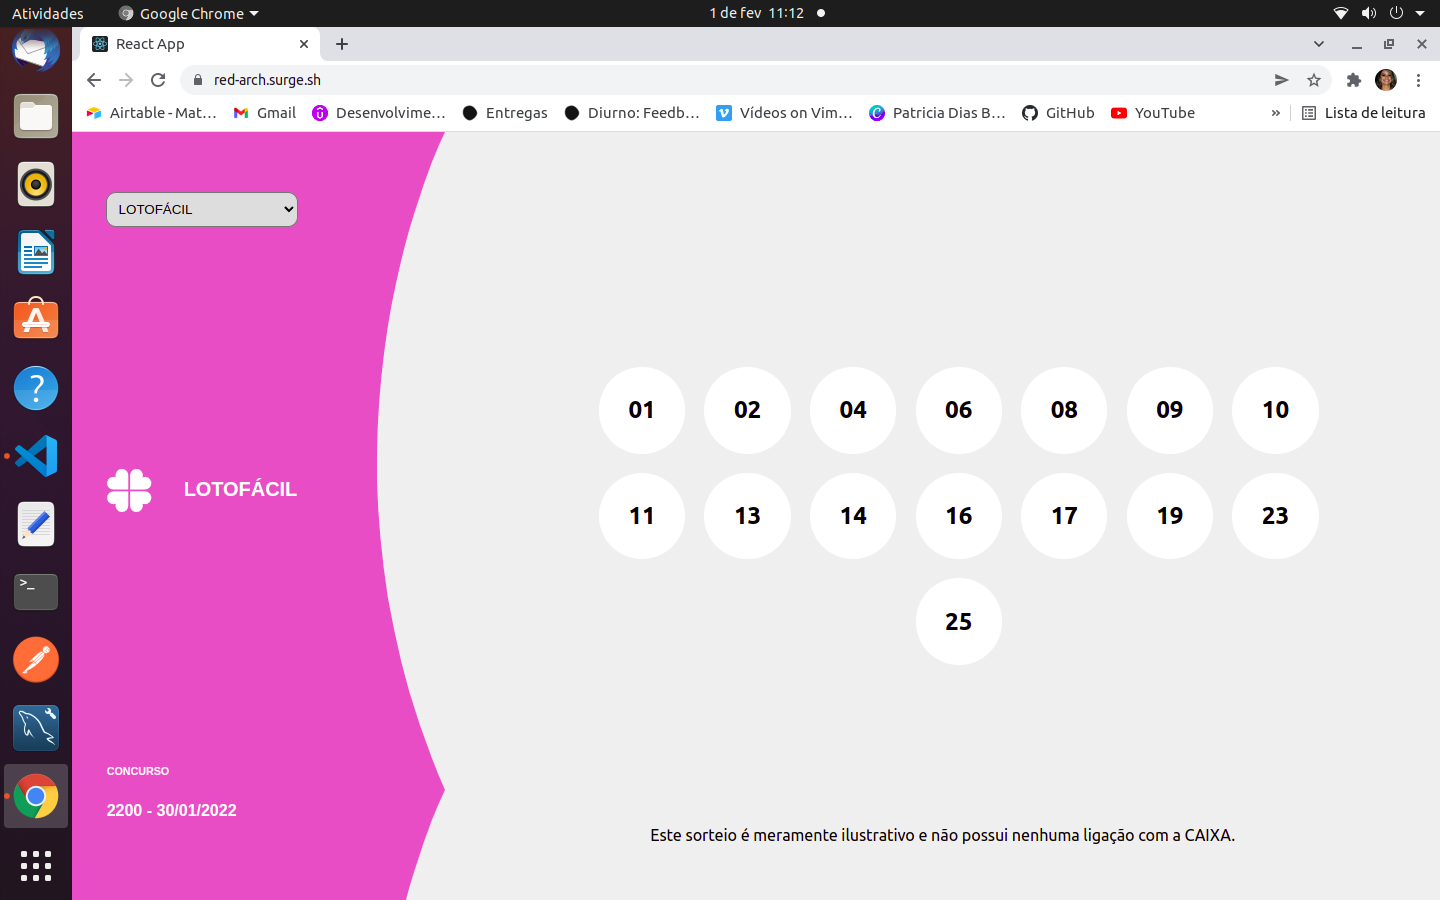 Atividades
Google Chrome
1 de fev 11:12
React App
red-arch.surge.sh
Airtable - Mat…
Gmail
Desenvolvime…
Entregas
Diurno: Feedb…
Vídeos on Vim…
Patricia Dias B…
GitHub
YouTube
»
Lista de leitura
LOTOFÁCIL
LOTOFÁCIL
CONCURSO
2200 - 30/01/2022
01 02 04 06 08 09 10
11 13 14 16 17 19 23
25
Este sorteio é meramente ilustrativo e não possui nenhuma ligação com a CAIXA.